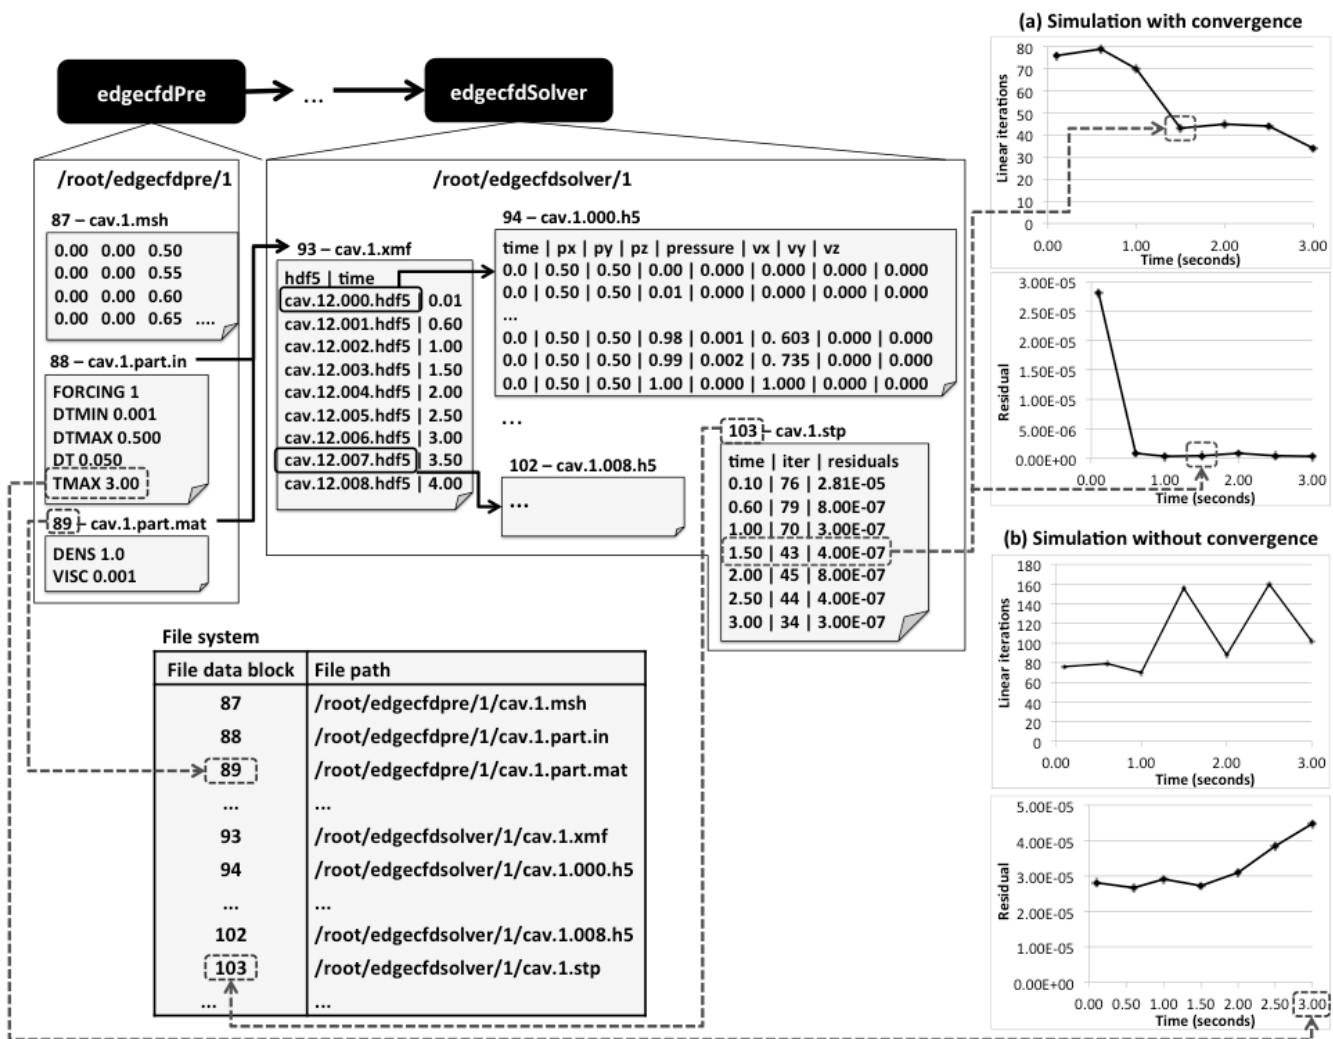 edgecfdPre
...
edgecfdSolver
/root/edgecfdpre/1
87 – cav.1.msh
0.00 0.00 0.50
0.00 0.00 0.55
0.00 0.00 0.60
0.00 0.00 0.65 ....
88 – cav.1.part.in
FORCING 1
DTMIN 0.001
DTMAX 0.500
DT 0.050
TMAX 3.00
89 – cav.1.part.mat
DENS 1.0
VISC 0.001
/root/edgecfdsolver/1
93 – cav.1.xmf
hdf5 | time
cav.12.000.hdf5 | 0.01
cav.12.001.hdf5 | 0.60
cav.12.002.hdf5 | 1.00
cav.12.003.hdf5 | 1.50
cav.12.004.hdf5 | 2.00
cav.12.005.hdf5 | 2.50
cav.12.006.hdf5 | 3.00
cav.12.007.hdf5 | 3.50
cav.12.008.hdf5 | 4.00
94 – cav.1.000.h5
time | px | py | pz | pressure | vx | vy | vz
0.0 | 0.50 | 0.50 | 0.00 | 0.000 | 0.000 | 0.000 | 0.000
0.0 | 0.50 | 0.50 | 0.01 | 0.000 | 0.000 | 0.000 | 0.000
...
0.0 | 0.50 | 0.50 | 0.98 | 0.001 | 0. 603 | 0.000 | 0.000
0.0 | 0.50 | 0.50 | 0.99 | 0.002 | 0. 735 | 0.000 | 0.000
0.0 | 0.50 | 0.50 | 1.00 | 0.000 | 1.000 | 0.000 | 0.000
...
102 – cav.1.008.h5
...
103 – cav.1.stp
time | iter | residuals
0.10 | 76 | 2.81E-05
0.60 | 79 | 8.00E-07
1.00 | 70 | 3.00E-07
1.50 | 43 | 4.00E-07
2.00 | 45 | 8.00E-07
2.50 | 44 | 4.00E-07
3.00 | 34 | 3.00E-07
File system
File data block File path
87 /root/edgecfdpre/1/cav.1.msh
88 /root/edgecfdpre/1/cav.1.part.in
89 /root/edgecfdpre/1/cav.1.part.mat
... ...
93 /root/edgecfdsolver/1/cav.1.xmf
94 /root/edgecfdsolver/1/cav.1.000.h5
... ...
102 /root/edgecfdsolver/1/cav.1.008.h5
103 /root/edgecfdsolver/1/cav.1.stp
... ...
(a) Simulation with convergence
Linear iterations
80
70
60
50
40
30
20
10
0
0.00 1.00 2.00 3.00
Time (seconds)
Residual
3.00E-05
2.50E-05
2.00E-05
1.50E-05
1.00E-05
5.00E-06
0.00E+00
0.00 1.00 2.00 3.00
Time (seconds)
(b) Simulation without convergence
Linear iterations
180
160
140
120
100
80
60
40
20
0
0.00 1.00 2.00 3.00
Time (seconds)
Residual
5.00E-05
4.00E-05
3.00E-05
2.00E-05
1.00E-05
0.00E+00
0.00 0.50 1.00 1.50 2.00 2.50 3.00
Time (seconds)